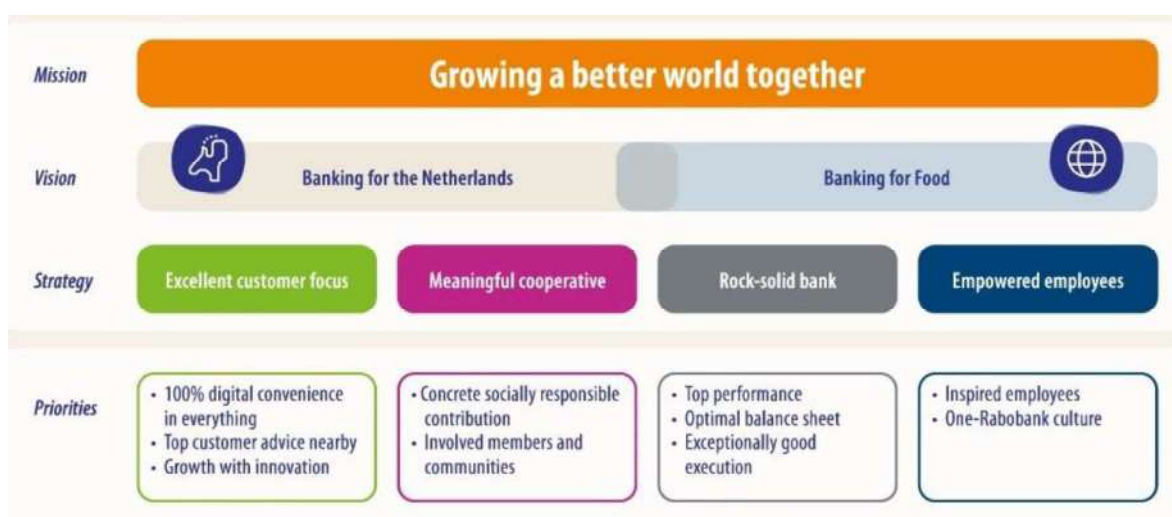 Mission
Growing a better world together
Vision
Banking for the Netherlands
Banking for Food
Strategy
Excellent customer focus
Meaningful cooperative
Rock-solid bank
Empowered employees
Priorities
• 100% digital convenience
in everything
• Top customer advice nearby
• Growth with innovation
• Concrete socially responsible
contribution
• Involved members and
communities
• Top performance
• Optimal balance sheet
• Exceptionally good
execution
• Inspired employees
• One-Rabobank culture